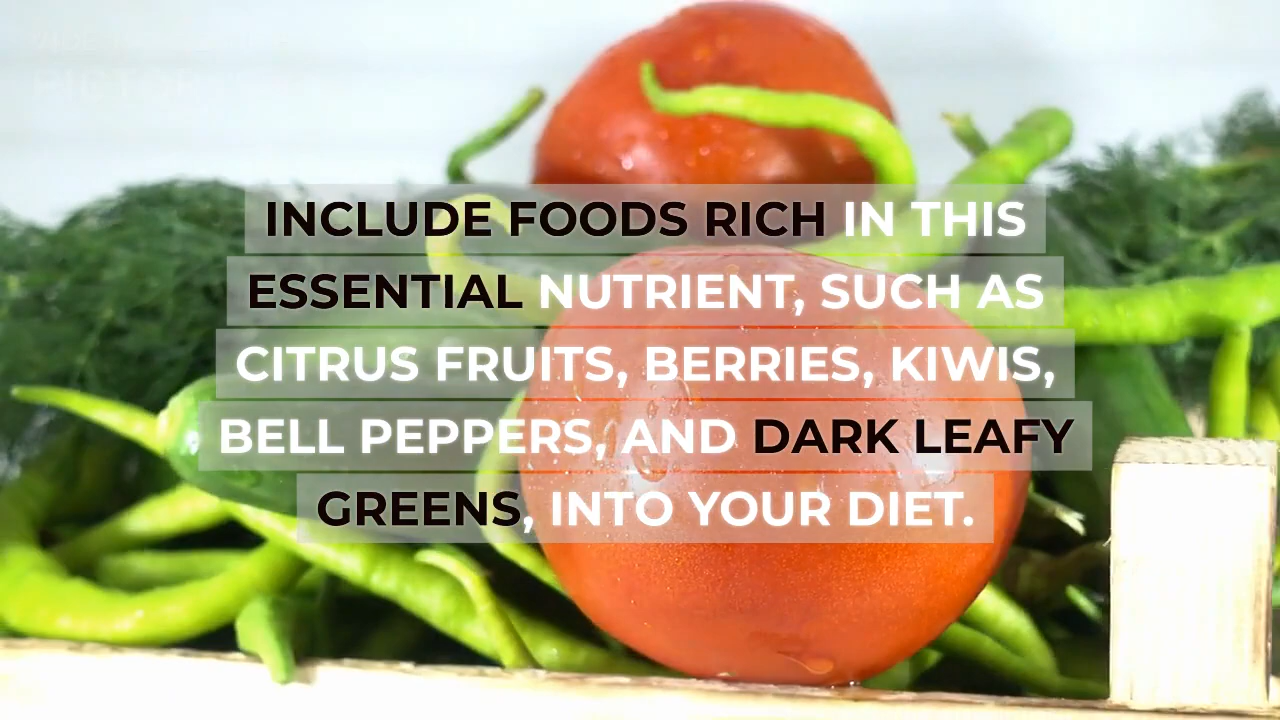 INCLUDE FOODS RICH IN THIS
ESSENTIAL NUTRIENT, SUCH AS
CITRUS FRUITS, BERRIES, KIWIS,
BELL PEPPERS, AND DARK LEAFY
GREENS, INTO YOUR DIET.